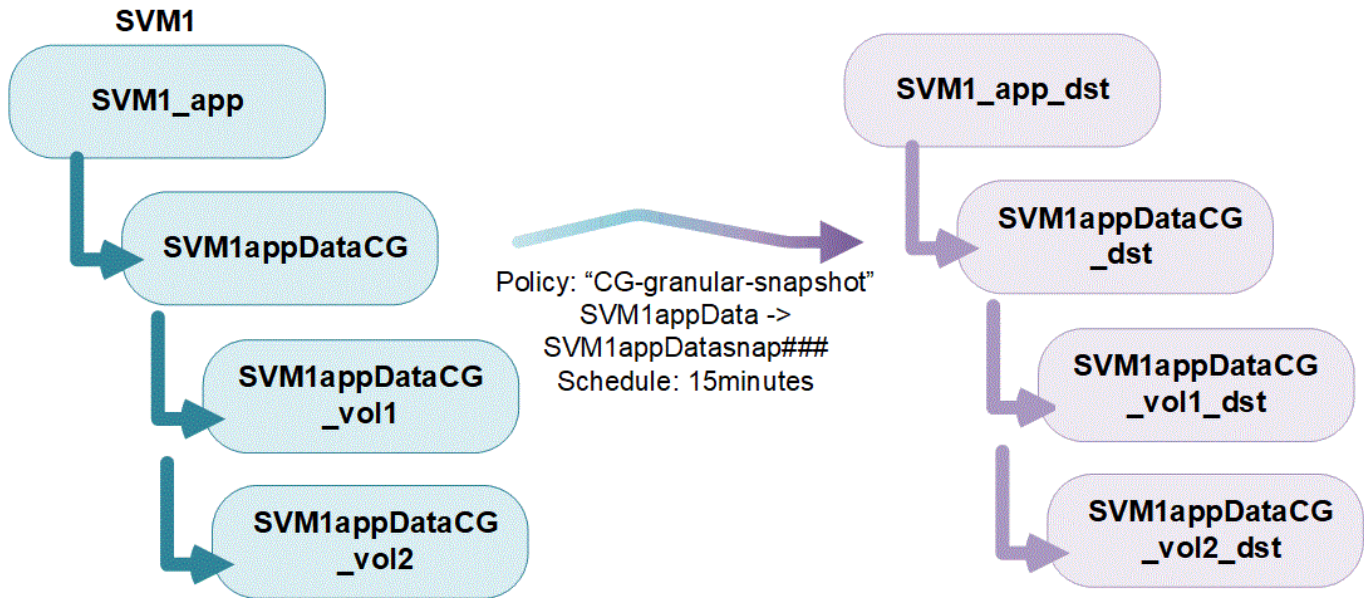 SVM1
SVM1_app
SVM1appDataCG
SVM1appDataCG
_vol1
SVM1appDataCG
_vol2
Policy: “CG-granular-snapshot”
SVM1appData ->
SVM1appDatasnap###
Schedule: 15minutes
SVM1_app_dst
SVM1appDataCG
_dst
SVM1appDataCG
_vol1_dst
SVM1appDataCG
_vol2_dst